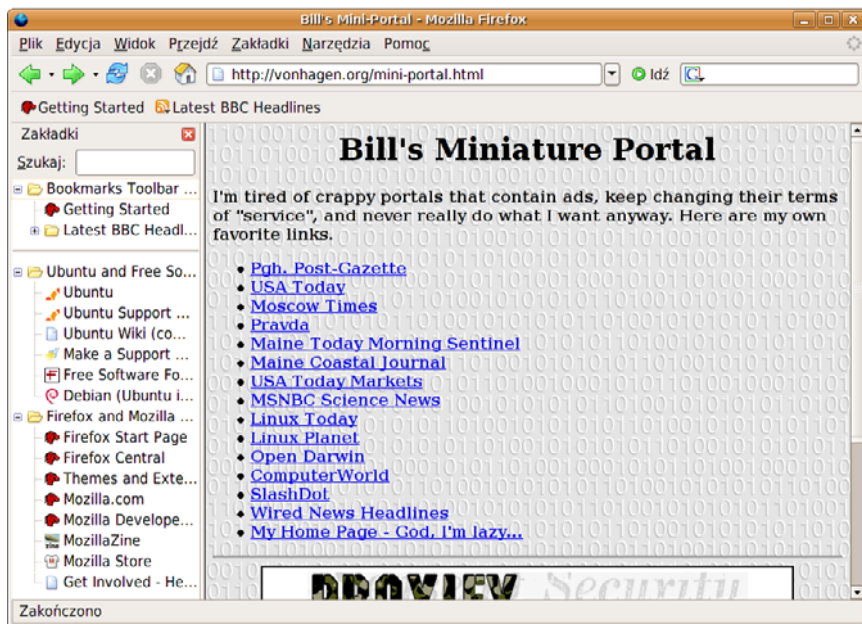 Bill's Mini-Portal - Mozilla Firefox
Plik Edycja Widok Przejdź Zakładki Narzędzia Pomoc
http://vonhagen.org/mini-portal.html Idź
Getting Started Latest BBC Headlines
Zakładki
Szukaj:
Bookmarks Toolbar ...
Getting Started
Latest BBC Headl...
Ubuntu and Free So...
Ubuntu
Ubuntu Support ...
Ubuntu Wiki (co...
Make a Support ...
Free Software Fo...
Debian (Ubuntu i...
Firefox and Mozilla ...
Firefox Start Page
Firefox Central
Themes and Exte...
Mozilla.com
Mozilla Develope...
MozillaZine
Mozilla Store
Get Involved - He...
Bill's Miniature Portal
I'm tired of crappy portals that contain ads, keep changing their terms
of "service", and never really do what I want anyway. Here are my own
favorite links.
Pgh. Post-Gazette
USA Today
Moscow Times
Pravda
Maine Today Morning Sentinel
Maine Coastal Journal
USA Today Markets
MSNBC Science News
Linux Today
Linux Planet
Open Darwin
ComputerWorld
SlashDot
Wired News Headlines
My Home Page - God, I'm lazy...
Security
Zakończono